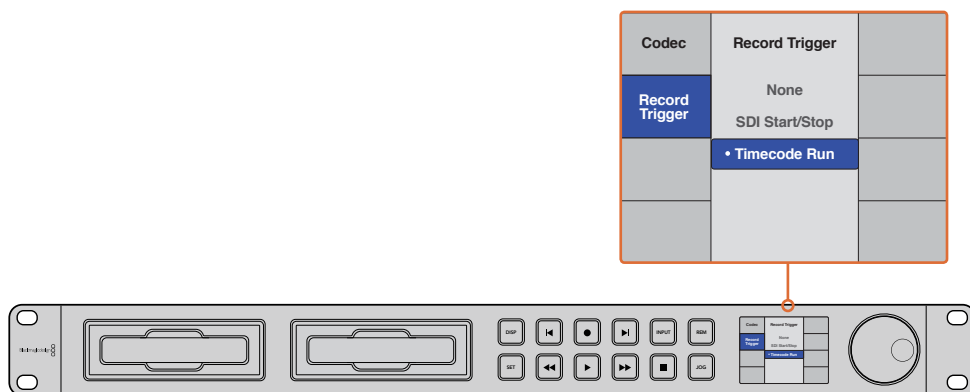 Codec
Record Trigger
Record
Trigger
None
SDI Start/Stop
• Timecode Run
DISP
INPUT
REM
SET
JOG
Codec
Record Trigger
Record
Trigger
None
SDI Start/Stop
• Timecode Run